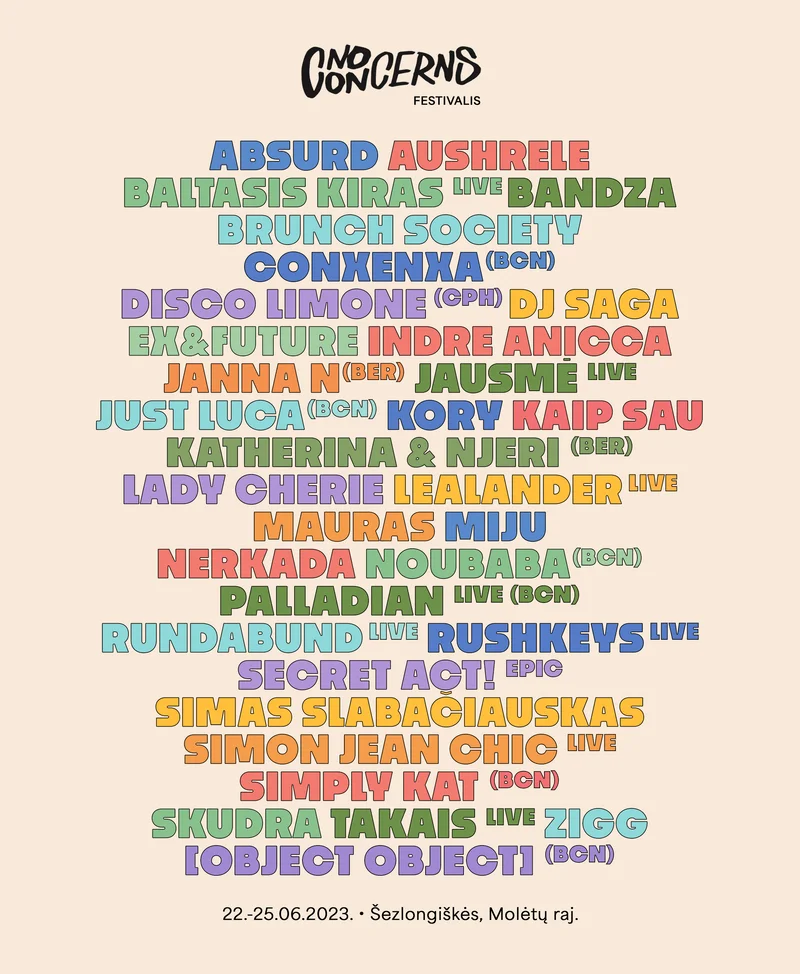 NO CONCERNS
FESTIVALIS
ABSURD AUSHRELE
BALTASIS KIRAS LIVE BANDZA
BRUNCH SOCIETY
CONXENXA (BCN)
DISCO LIMONE (CPH) DJ SAGA
EX&FUTURE INDRE ANICCA
JANNA N (BER) JAUSMĖ LIVE
JUST LUCA (BCN) KORY KAIP SAU
KATHERINA & NJERI (BER)
LADY CHERIE LEALANDER LIVE
MAURAS MIJU
NERKADA NOUBABA (BCN)
PALLADIAN LIVE (BCN)
RUNDABUND LIVE RUSHKEYS LIVE
SECRET ACT! EPIC
SIMAS SLABAČIAUSKAS
SIMON JEAN CHIC LIVE
SIMPLY KAT (BCN)
SKUDRA TAKAIS LIVE ZIGG
[OBJECT OBJECT] (BCN)
22.-25.06.2023. • Šezlongiškės, Molėtų raj.